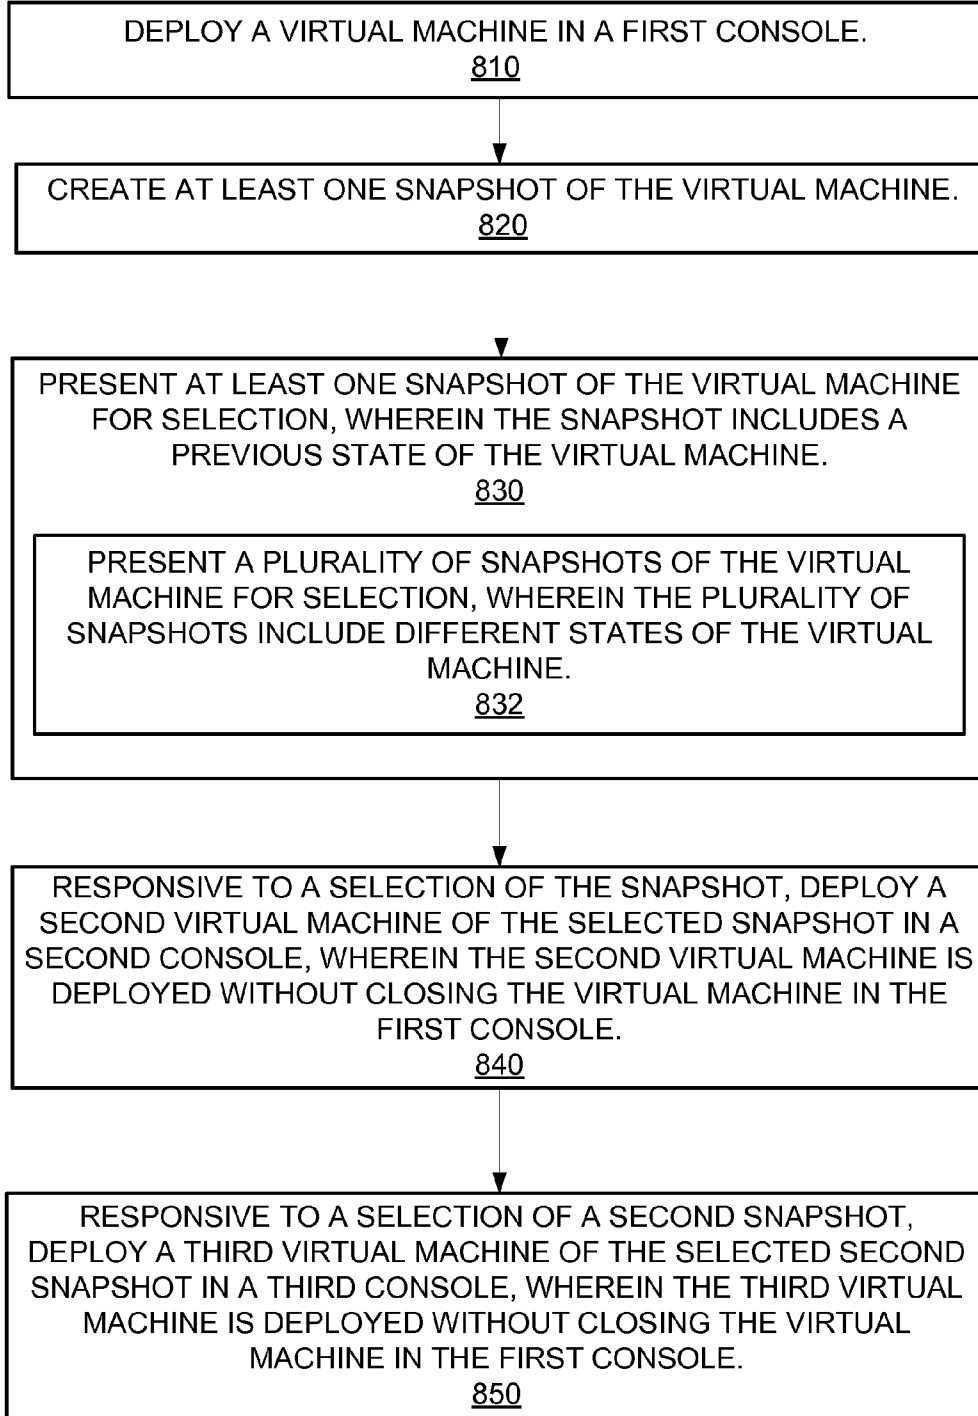 DEPLOY A VIRTUAL MACHINE IN A FIRST CONSOLE.
810
CREATE AT LEAST ONE SNAPSHOT OF THE VIRTUAL MACHINE.
820
PRESENT AT LEAST ONE SNAPSHOT OF THE VIRTUAL MACHINE
FOR SELECTION, WHEREIN THE SNAPSHOT INCLUDES A
PREVIOUS STATE OF THE VIRTUAL MACHINE.
830
PRESENT A PLURALITY OF SNAPSHOTS OF THE VIRTUAL
MACHINE FOR SELECTION, WHEREIN THE PLURALITY OF
SNAPSHOTS INCLUDE DIFFERENT STATES OF THE VIRTUAL
MACHINE.
832
RESPONSIVE TO A SELECTION OF THE SNAPSHOT, DEPLOY A
SECOND VIRTUAL MACHINE OF THE SELECTED SNAPSHOT IN A
SECOND CONSOLE, WHEREIN THE SECOND VIRTUAL MACHINE IS
DEPLOYED WITHOUT CLOSING THE VIRTUAL MACHINE IN THE
FIRST CONSOLE.
840
RESPONSIVE TO A SELECTION OF A SECOND SNAPSHOT,
DEPLOY A THIRD VIRTUAL MACHINE OF THE SELECTED SECOND
SNAPSHOT IN A THIRD CONSOLE, WHEREIN THE THIRD VIRTUAL
MACHINE IS DEPLOYED WITHOUT CLOSING THE VIRTUAL
MACHINE IN THE FIRST CONSOLE.
850